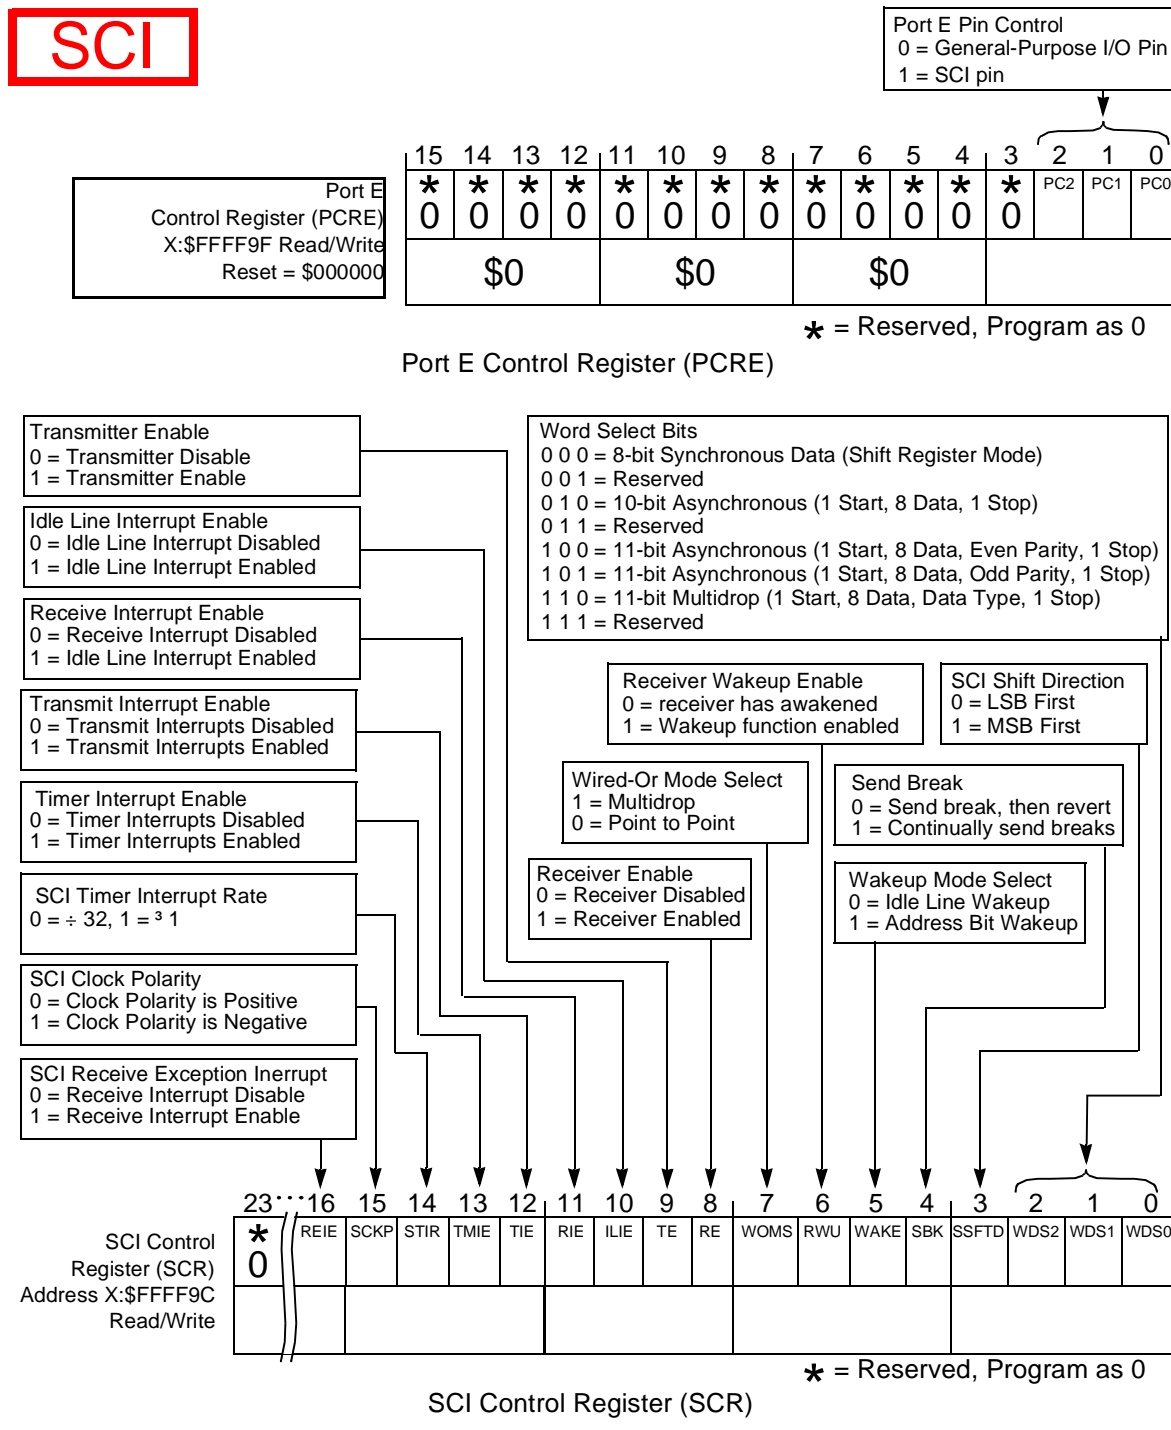 SCI
Port E Pin Control
0 = General-Purpose I/O Pin
1 = SCI pin
15 14 13 12 11 10 9 8 7 6 5 4 3 2 1 0
Port E
Control Register (PCRE)
X:$FFFF9F Read/Write
Reset = $000000
* * * * * * * * * * * * * PC2 PC1 PC0
0 0 0 0 0 0 0 0 0 0 0 0 0
$0 $0 $0
* = Reserved, Program as 0
Port E Control Register (PCRE)
Transmitter Enable
0 = Transmitter Disable
1 = Transmitter Enable
Idle Line Interrupt Enable
0 = Idle Line Interrupt Disabled
1 = Idle Line Interrupt Enabled
Receive Interrupt Enable
0 = Receive Interrupt Disabled
1 = Idle Line Interrupt Enabled
Transmit Interrupt Enable
0 = Transmit Interrupts Disabled
1 = Transmit Interrupts Enabled
Timer Interrupt Enable
0 = Timer Interrupts Disabled
1 = Timer Interrupts Enabled
SCI Timer Interrupt Rate
0 = ÷ 32, 1 = ³ 1
SCI Clock Polarity
0 = Clock Polarity is Positive
1 = Clock Polarity is Negative
SCI Receive Exception Inerrupt
0 = Receive Interrupt Disable
1 = Receive Interrupt Enable
Word Select Bits
0 0 0 = 8-bit Synchronous Data (Shift Register Mode)
0 0 1 = Reserved
0 1 0 = 10-bit Asynchronous (1 Start, 8 Data, 1 Stop)
0 1 1 = Reserved
1 0 0 = 11-bit Asynchronous (1 Start, 8 Data, Even Parity, 1 Stop)
1 0 1 = 11-bit Asynchronous (1 Start, 8 Data, Odd Parity, 1 Stop)
1 1 0 = 11-bit Multidrop (1 Start, 8 Data, Data Type, 1 Stop)
1 1 1 = Reserved
Receiver Wakeup Enable
0 = receiver has awakened
1 = Wakeup function enabled
SCI Shift Direction
0 = LSB First
1 = MSB First
Wired-Or Mode Select
1 = Multidrop
0 = Point to Point
Send Break
0 = Send break, then revert
1 = Continually send breaks
Receiver Enable
0 = Receiver Disabled
1 = Receiver Enabled
Wakeup Mode Select
0 = Idle Line Wakeup
1 = Address Bit Wakeup
23 ··· 16 15 14 13 12 11 10 9 8 7 6 5 4 3 2 1 0
* REIE SCKP STIR TMIE TIE RIE ILIE TE RE WOMS RWU WAKE SBK SSFTD WDS2 WDS1 WDS0
0
SCI Control
Register (SCR)
Address X:$FFFF9C
Read/Write
* = Reserved, Program as 0
SCI Control Register (SCR)